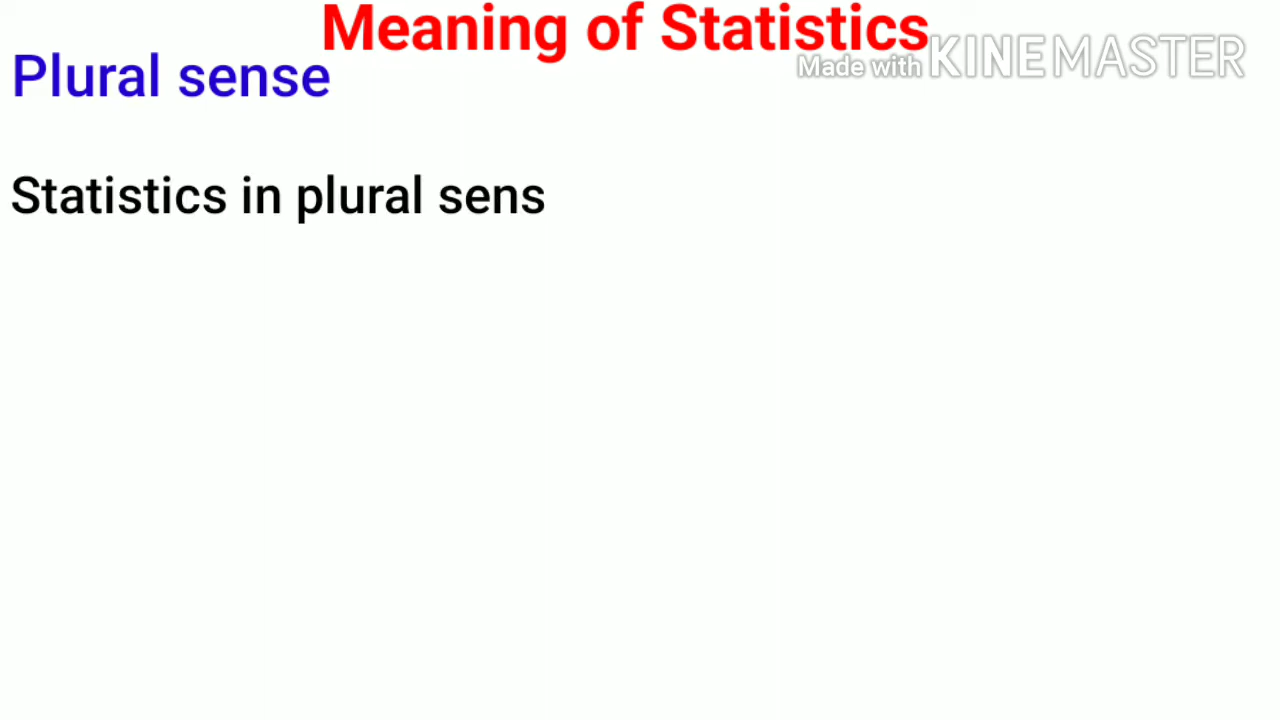 Meaning of Statistics
Made with KINEMASTER
Plural sense
Statistics in plural sens